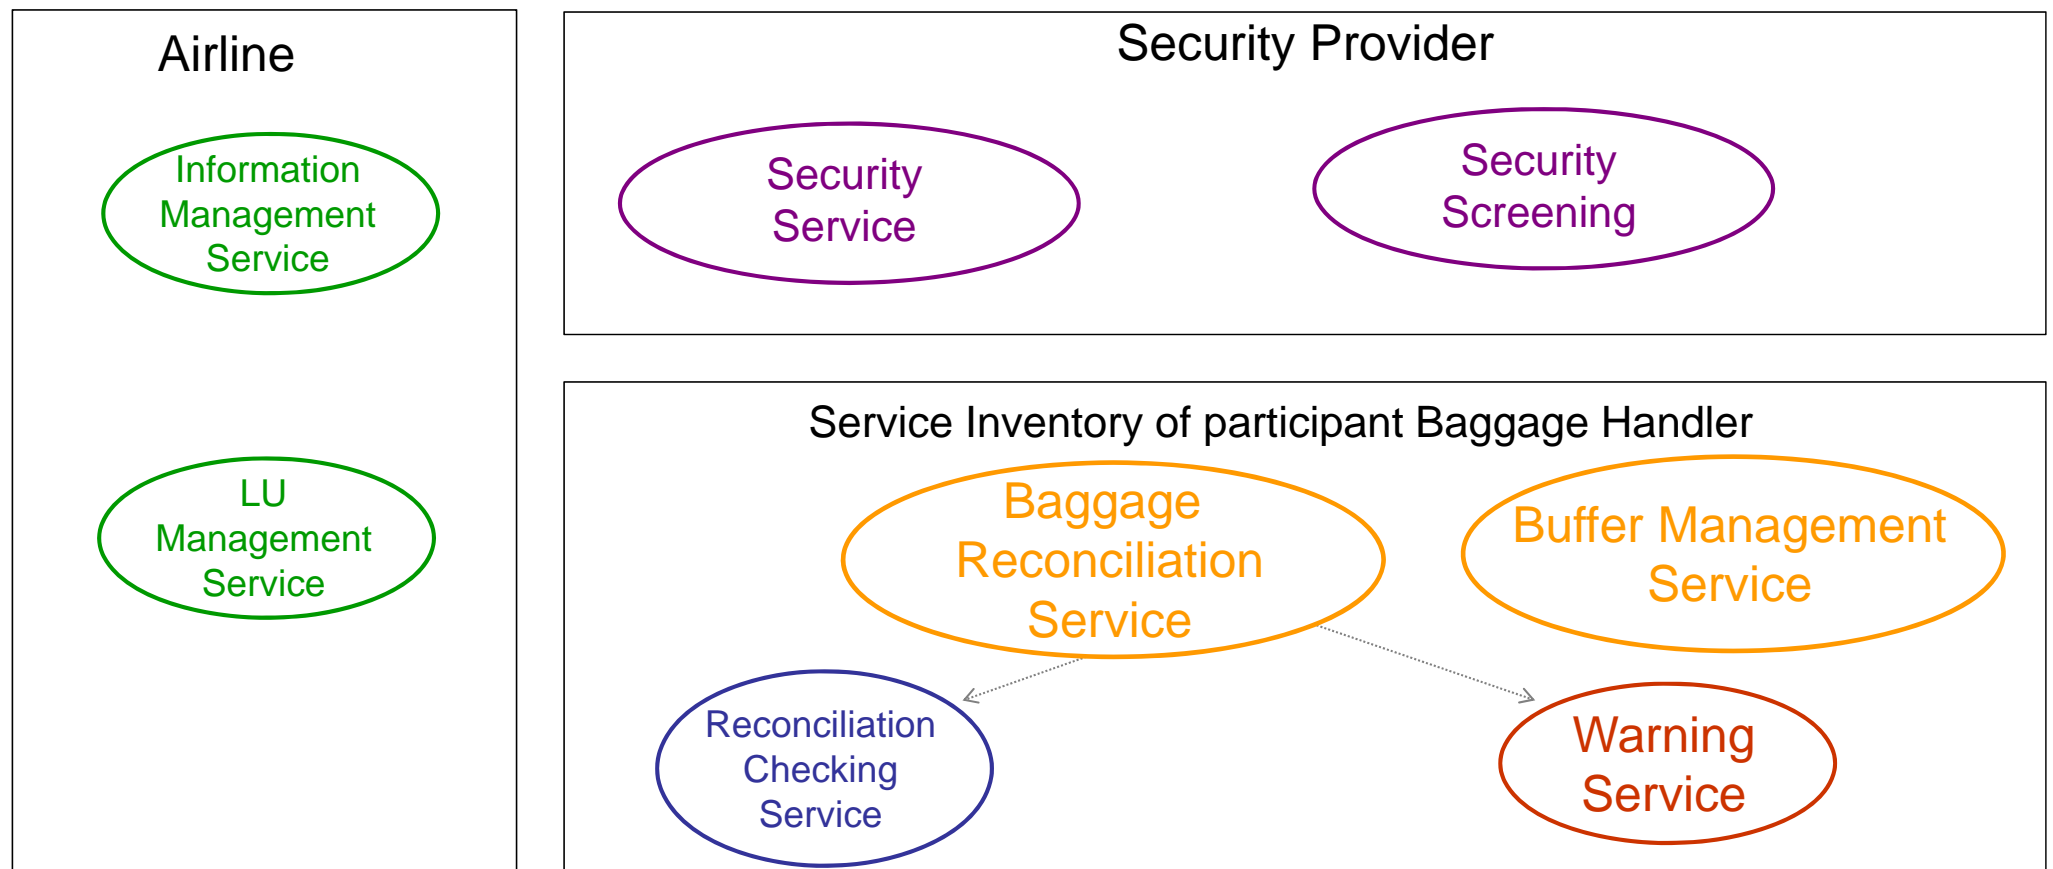 Airline
Information
Management
Service
LU
Management
Service
Security Provider
Security
Service
Security
Screening
Service Inventory of participant Baggage Handler
Baggage
Reconciliation
Service
Buffer Management
Service
Reconciliation
Checking
Service
Warning
Service